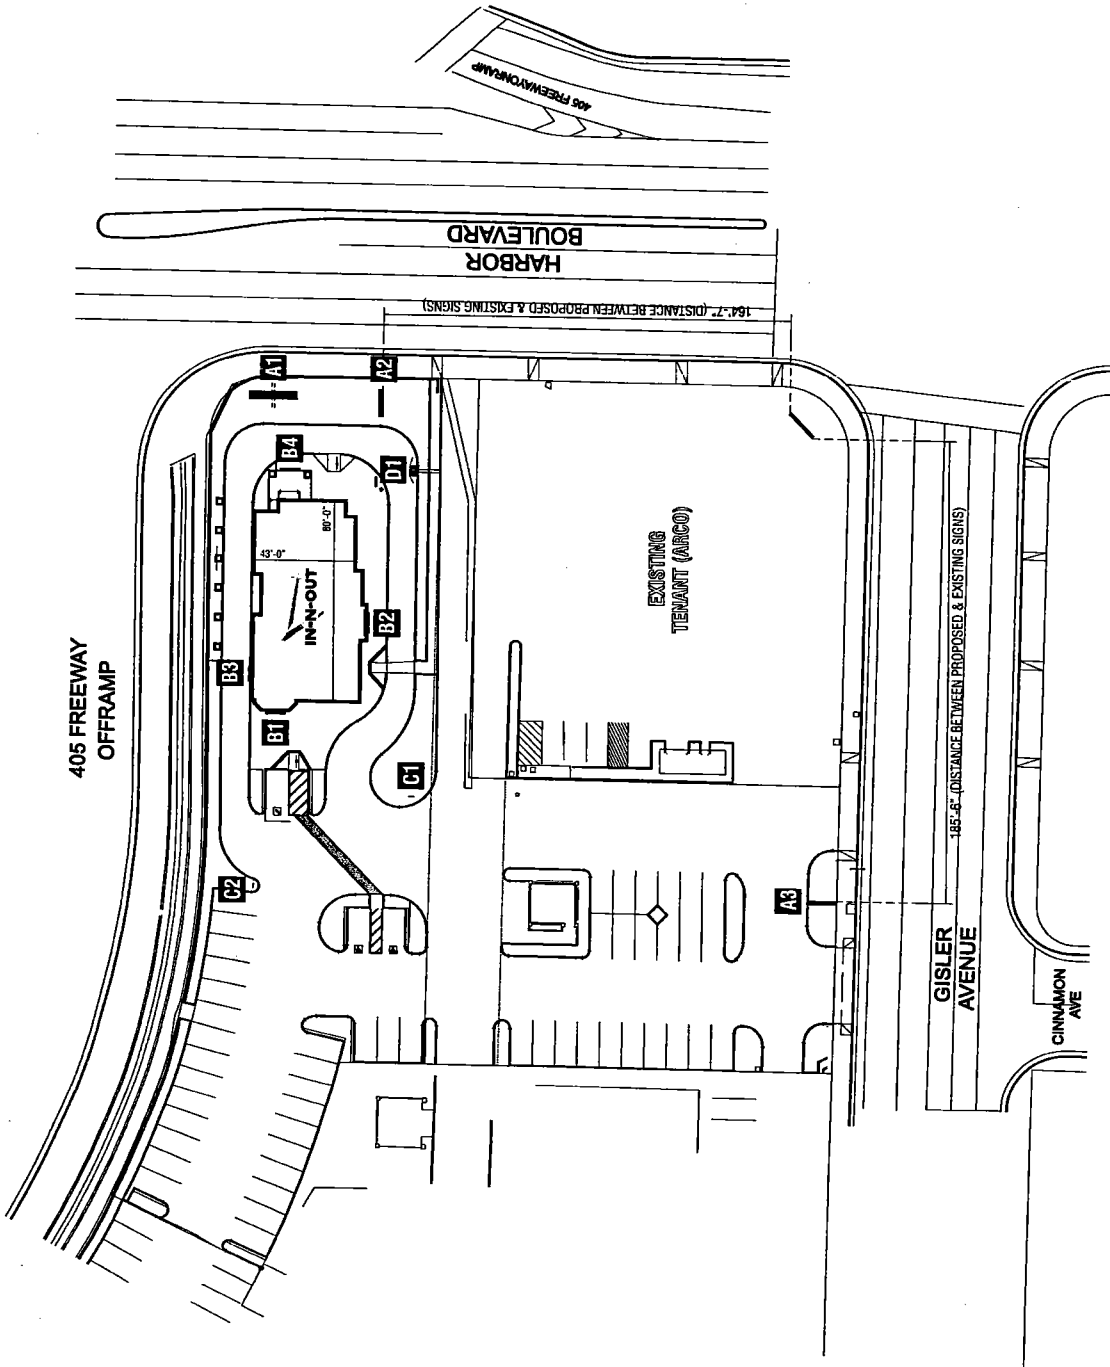 405 FREEWAYONRAMP
HARBOR
BOULEVARD
164'-7" (DISTANCE BETWEEN PROPOSED & EXISTING SIGNS)
405 FREEWAY
OFFRAMP
A1
A2
B4
D1
80'-0"
43'-0"
IN-N-OUT
B2
B3
B1
C1
C2
EXISTING
TENANT (ARCO)
A3
185'-6" (DISTANCE BETWEEN PROPOSED & EXISTING SIGNS)
GISLER
AVENUE
CINNAMON
AVE